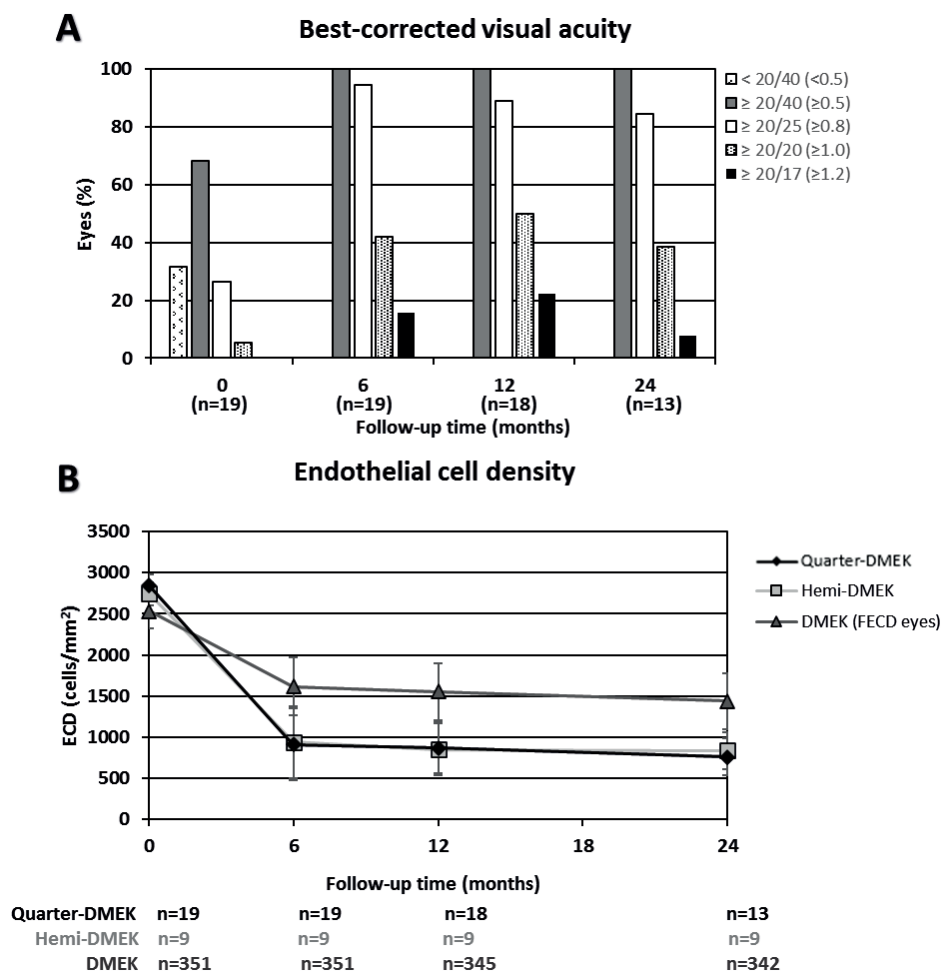 A
Best-corrected visual acuity
100
80
60
40
20
0
Eyes (%)
< 20/40 (<0.5)
≥ 20/40 (≥0.5)
≥ 20/25 (≥0.8)
≥ 20/20 (≥1.0)
≥ 20/17 (≥1.2)
0 6 12 24
(n=19) (n=19) (n=18) (n=13)
Follow-up time (months)
B
Endothelial cell density
3500
3000
2500
2000
1500
1000
500
0
ECD (cells/mm²)
Quarter-DMEK
Hemi-DMEK
DMEK (FECD eyes)
0 6 12 18 24
Follow-up time (months)
Quarter-DMEK n=19 n=19 n=18 n=13
Hemi-DMEK n=9 n=9 n=9 n=9
DMEK n=351 n=351 n=345 n=342